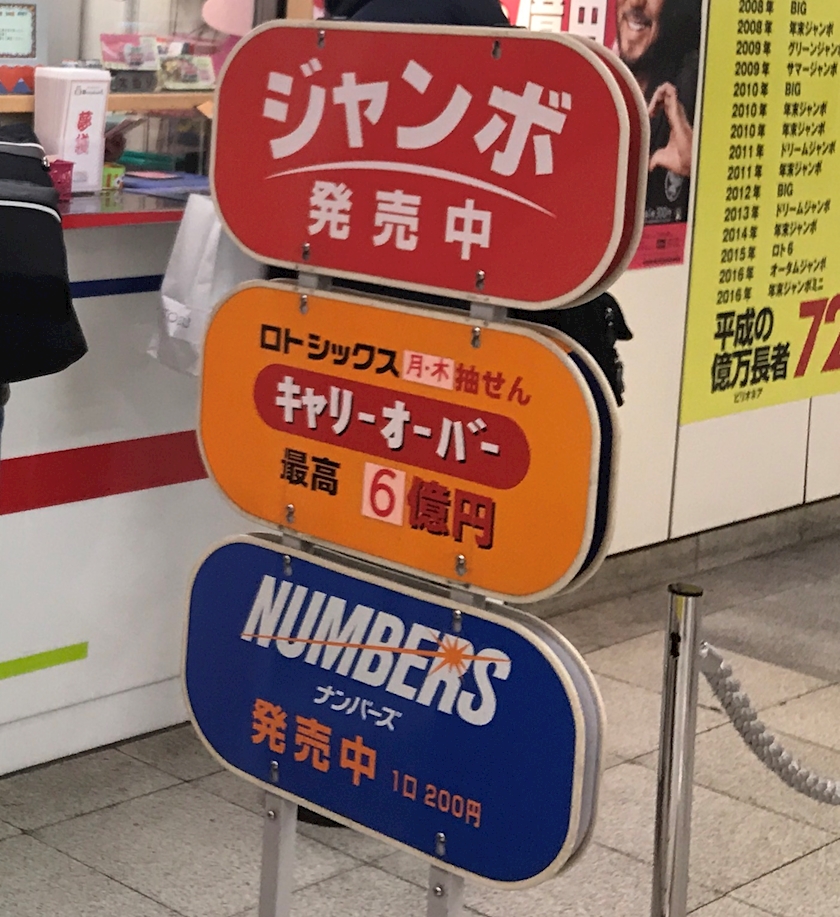 ジャンボ
発売中
ロトシックス 月・木 抽せん
キャリーオーバー
最高 6億円
NUMBERS
ナンバーズ
発売中 1口 200円
2008年 BIG
2008年 年末ジャンボ
2009年 グリーンジャン
2009年 サマージャンボ
2010年 BIG
2010年 年末ジャンボ
2010年 年末ジャンボ
2011年 ドリームジャンボ
2011年 年末ジャンボ
2012年 BIG
2013年 ドリームジャンボ
2014年 年末ジャンボ
2015年 ロト6
2016年 オータムジャンボ
2016年 年末ジャンボミニ
平成の
億万長者 72
ビリオネア